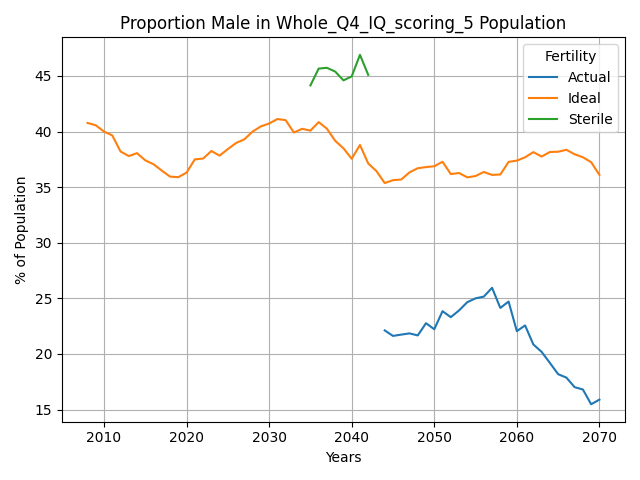 Proportion Male in Whole_Q4_IQ_scoring_5 Population
Fertility
Actual
Ideal
Sterile
% of Population
45
40
35
30
25
20
15
2010
2020
2030
2040
2050
2060
2070
Years